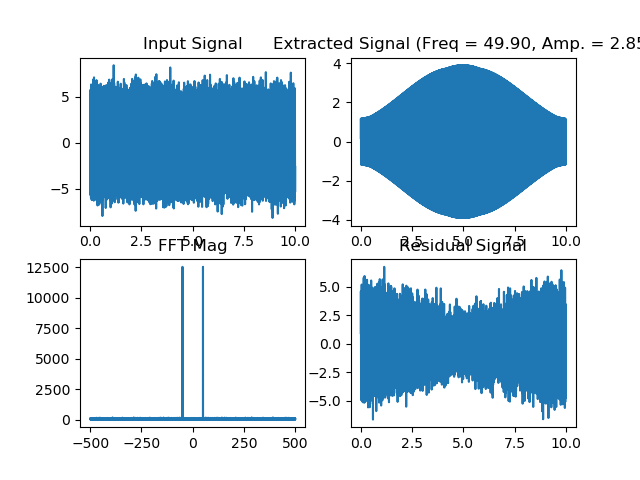 Input Signal
Extracted Signal (Freq = 49.90, Amp. = 2.85
5
0
−5
0.0 2.5 5.0 7.5 10.0
4
2
0
−2
−4
0.0 2.5 5.0 7.5 10.0
FFT Mag
Residual Signal
12500
10000
7500
5000
2500
0
−500 −250 0 250 500
5.0
2.5
0.0
−2.5
−5.0
0.0 2.5 5.0 7.5 10.0